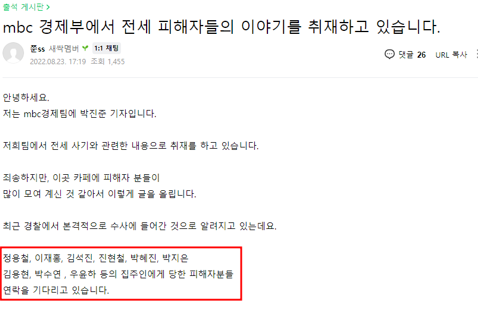 출석 게시판 >
mbc 경제부에서 전세 피해자들의 이야기를 취재하고 있습니다.
쭌ss 새싹멤버 1:1 채팅
2022.08.23. 17:19 조회 1,455
댓글 26 URL 복사
안녕하세요.
저는 mbc경제팀에 박진준 기자입니다.
저희팀에서 전세 사기와 관련한 내용으로 취재를 하고 있습니다.
죄송하지만, 이곳 카페에 피해자 분들이
많이 모여 계신 것 같아서 이렇게 글을 올립니다.
최근 경찰에서 본격적으로 수사에 들어간 것으로 알려지고 있는데요.
정용철, 이재홍, 김석진, 진현철, 박혜진, 박지은
김용현, 박수연 , 우율하 등의 집주인에게 당한 피해자분들
연락을 기다리고 있습니다.